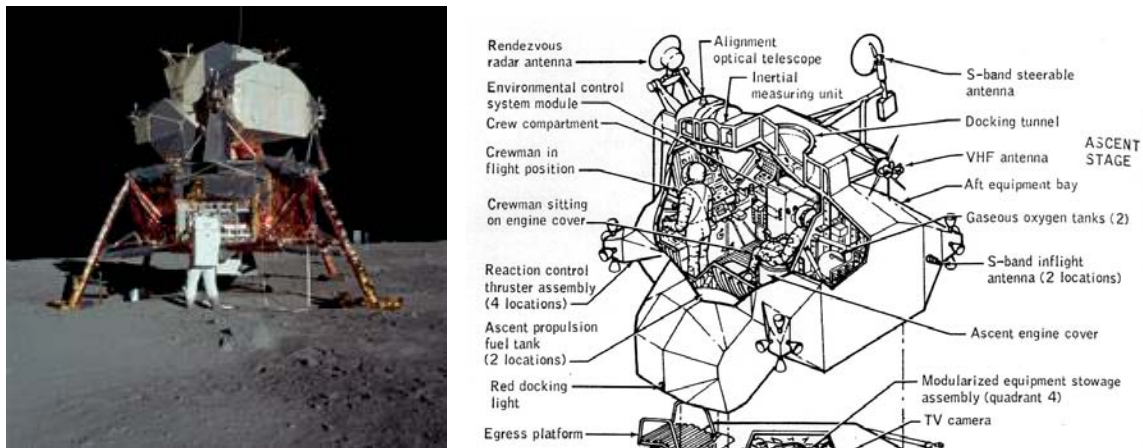 Rendezvous
radar antenna
Environmental control
system module
Crew compartment
Crewman in
flight position
Crewman sitting
on engine cover
Reaction control
thruster assembly
(4 locations)
Ascent propulsion
fuel tank
(2 locations)
Red docking
light
Egress platform
Alignment
optical telescope
Inertial
measuring unit
S-band steerable
antenna
Docking tunnel
VHF antenna
Aft equipment bay
Gaseous oxygen tanks (2)
S-band inflight
antenna (2 locations)
Ascent engine cover
Modularized equipment stowage
assembly (quadrant 4)
TV camera
ASCENT
STAGE